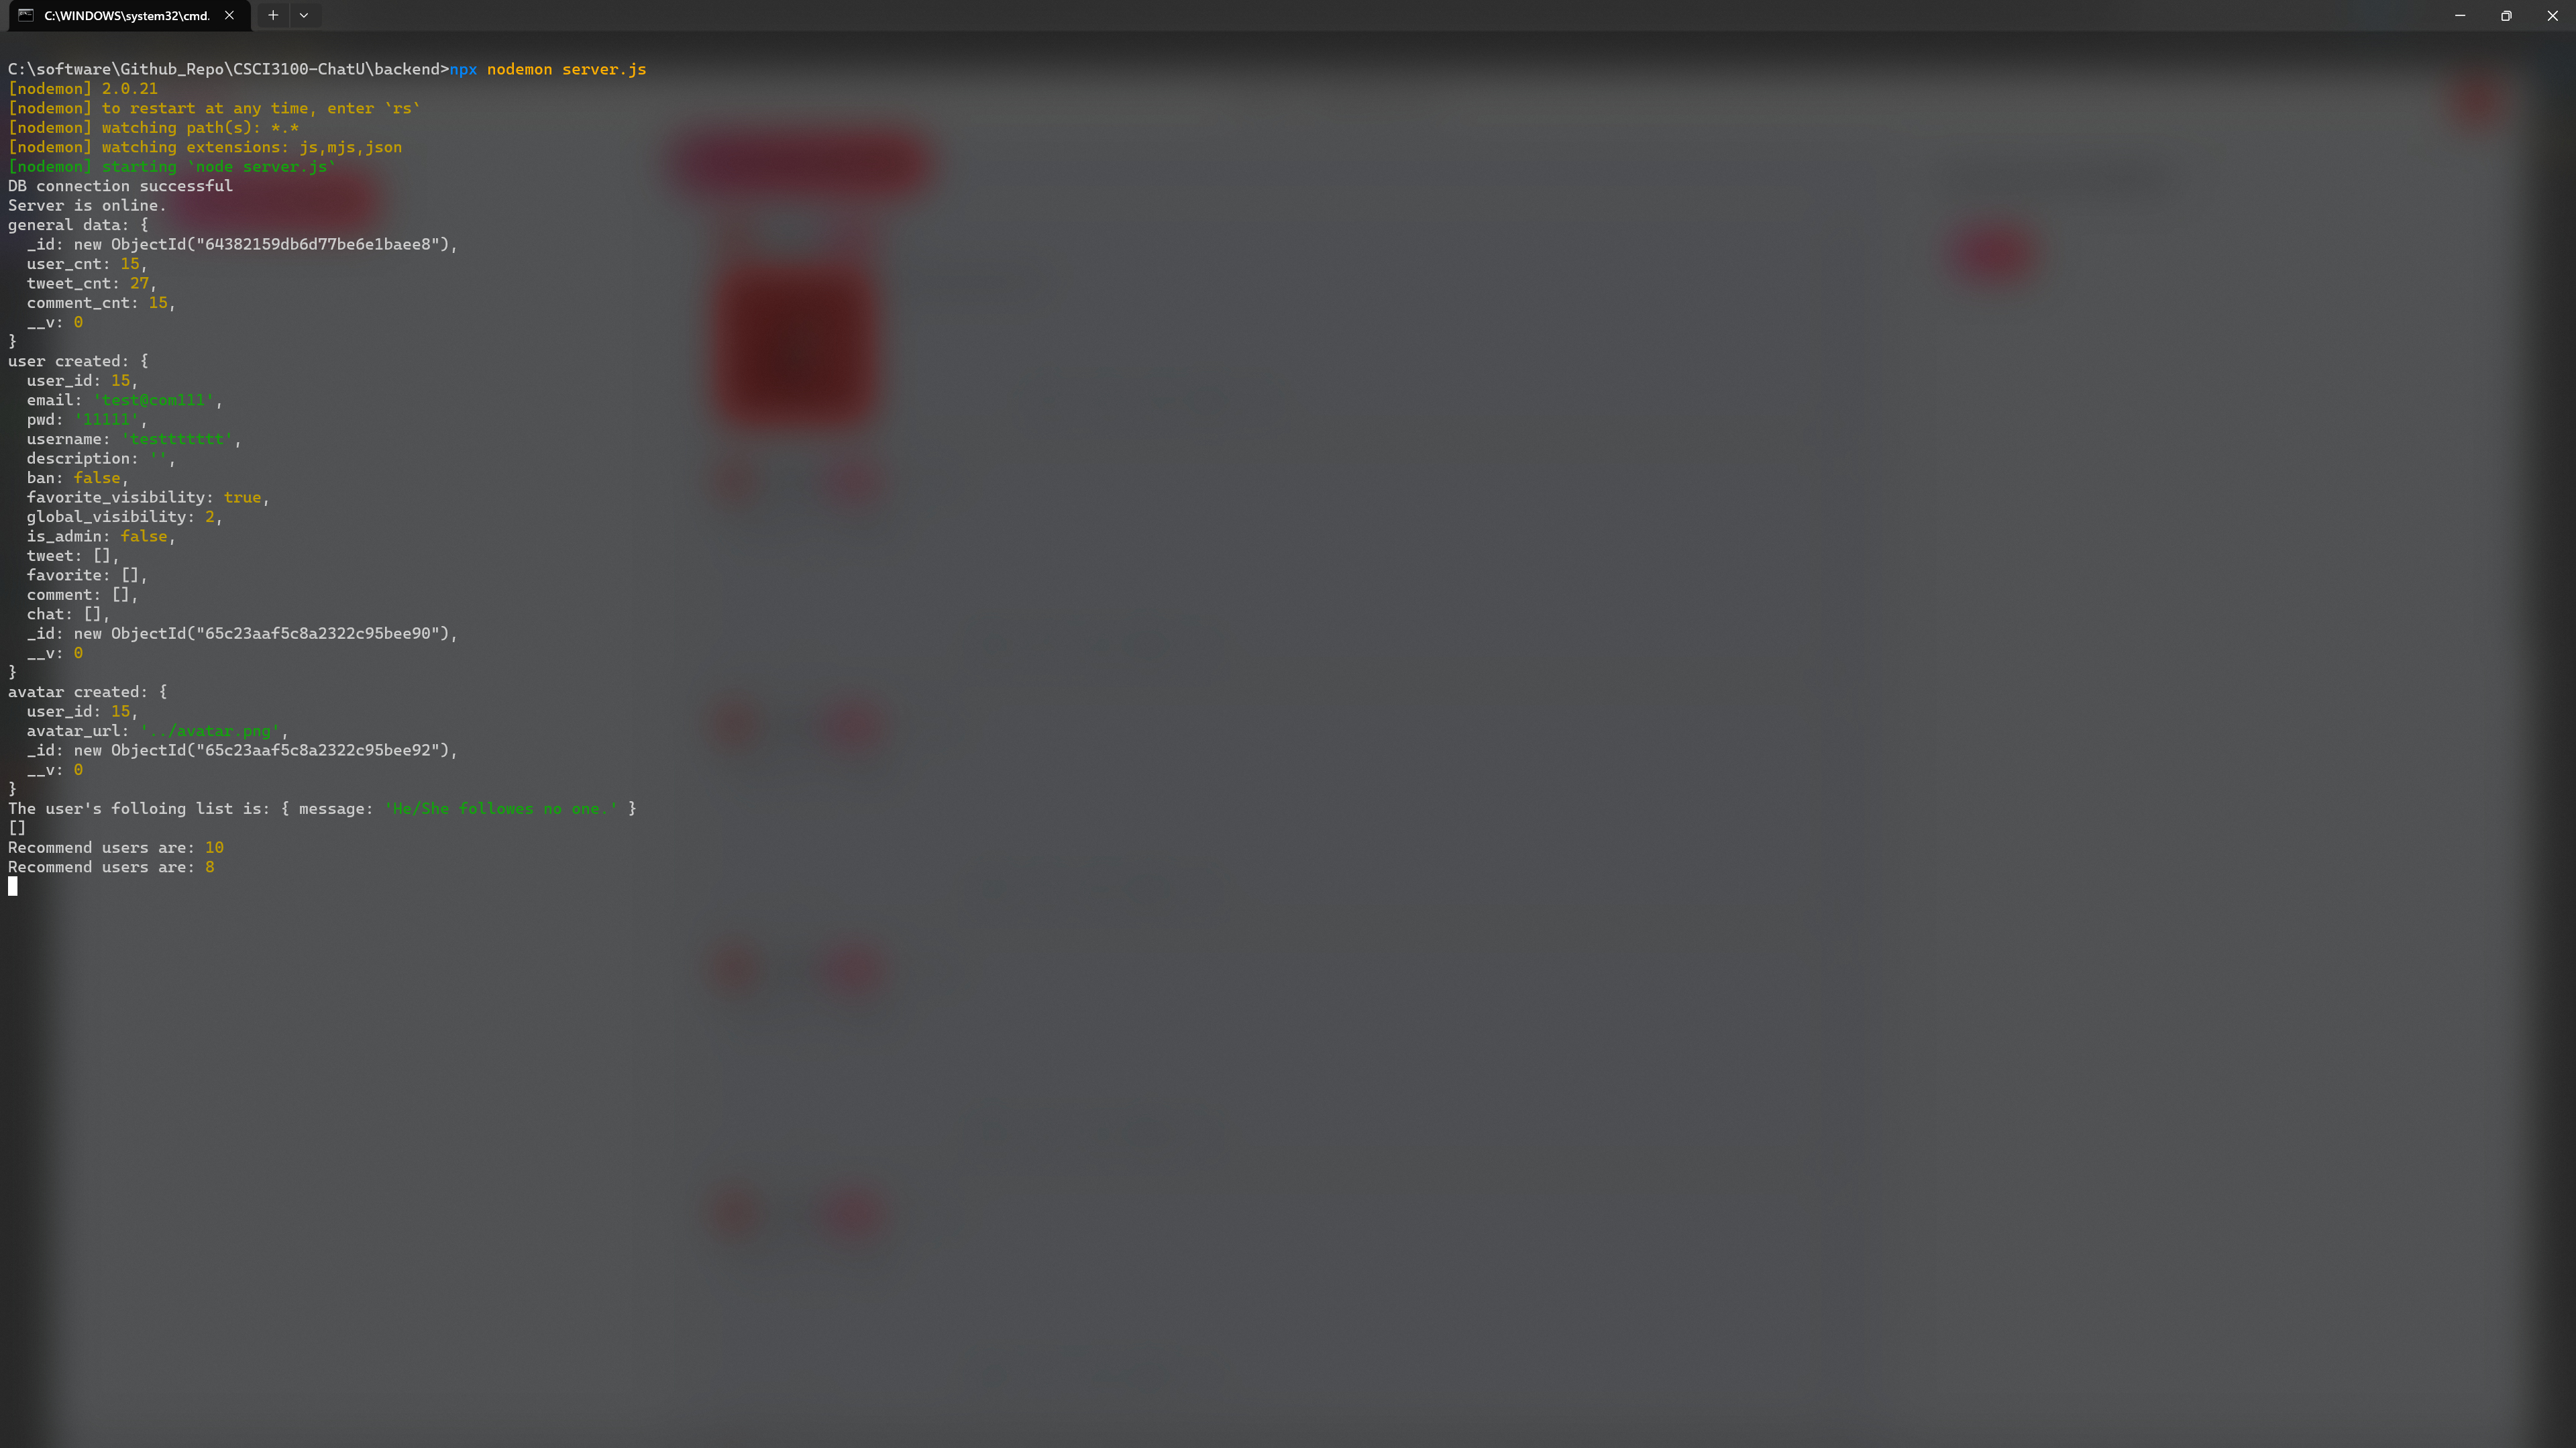 C:\WINDOWS\system32\cmd.
C:\software\Github_Repo\CSCI3100-ChatU\backend>npx nodemon server.js
[nodemon] 2.0.21
[nodemon] to restart at any time, enter `rs`
[nodemon] watching path(s): *.*
[nodemon] watching extensions: js,mjs,json
[nodemon] starting `node server.js`
DB connection successful
Server is online.
general data: {
  _id: new ObjectId("64382159db6d77be6e1baee8"),
  user_cnt: 15,
  tweet_cnt: 27,
  comment_cnt: 15,
  __v: 0
}
user created: {
  user_id: 15,
  email: 'test@com111',
  pwd: '11111',
  username: 'testttttttt',
  description: '',
  ban: false,
  favorite_visibility: true,
  global_visibility: 2,
  is_admin: false,
  tweet: [],
  favorite: [],
  comment: [],
  chat: [],
  _id: new ObjectId("65c23aaf5c8a2322c95bee90"),
  __v: 0
}
avatar created: {
  user_id: 15,
  avatar_url: '../avatar.png',
  _id: new ObjectId("65c23aaf5c8a2322c95bee92"),
  __v: 0
}
The user's folloing list is: { message: 'He/She followes no one.' }
[]
Recommend users are: 10
Recommend users are: 8